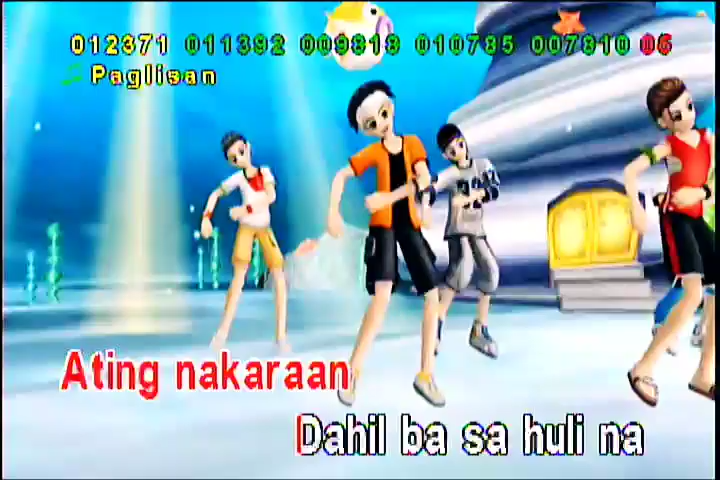 012371 011392 009818 010785 007810 06
♫ Paglisan
Ating nakaraan
Dahil ba sa huli na